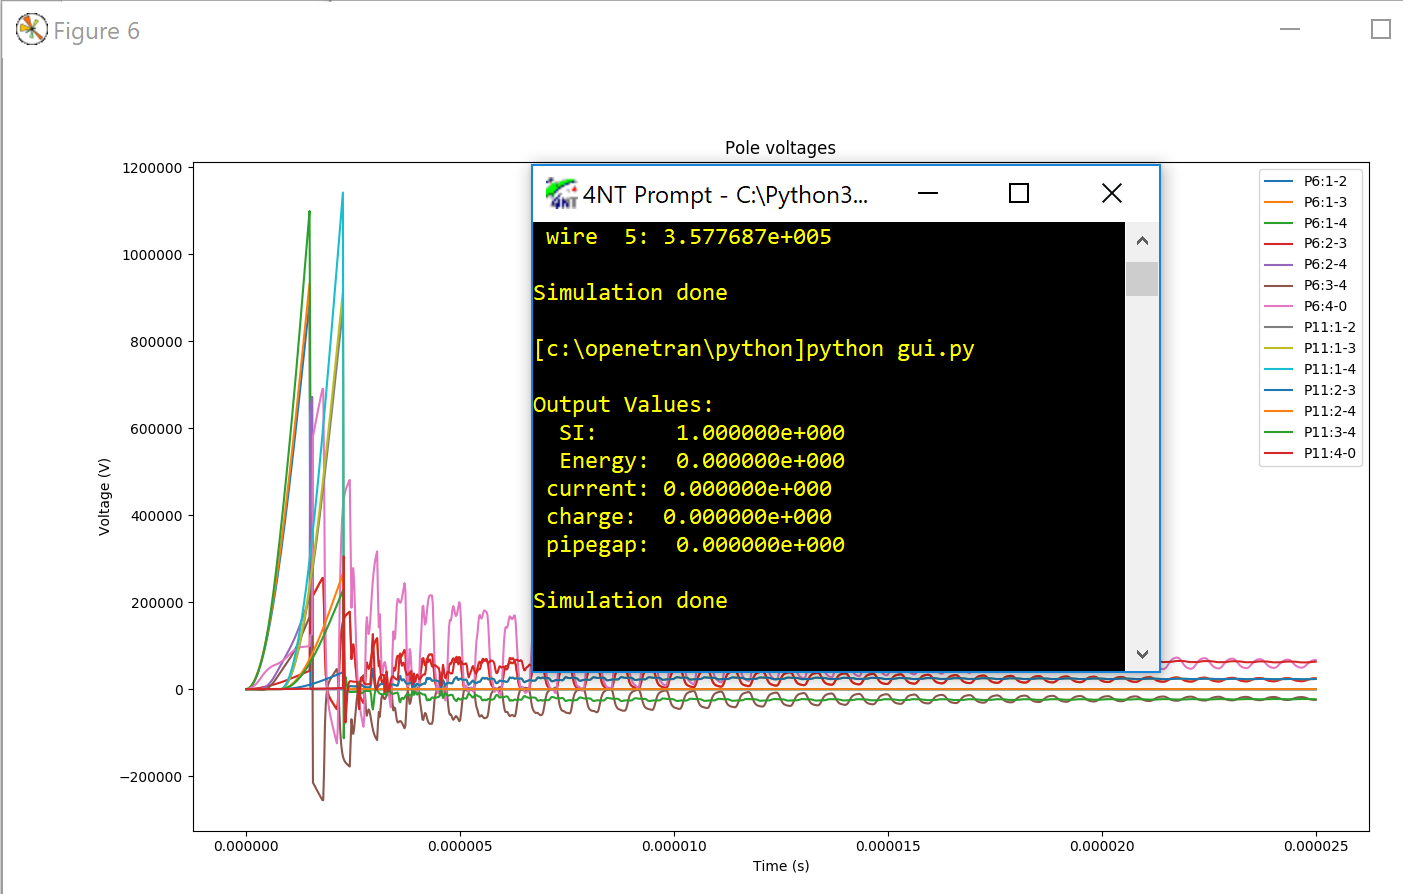 Figure 6
Pole voltages
1200000
1000000
800000
600000
400000
200000
0
−200000
Voltage (V)
0.000000
0.000005
0.000010
0.000015
0.000020
0.000025
Time (s)
P6:1-2
P6:1-3
P6:1-4
P6:2-3
P6:2-4
P6:3-4
P6:4-0
P11:1-2
P11:1-3
P11:1-4
P11:2-3
P11:2-4
P11:3-4
P11:4-0
4NT
4NT Prompt - C:\Python3...
wire 5: 3.577687e+005
Simulation done
[c:\openetran\python]python gui.py
Output Values:
SI: 1.000000e+000
Energy: 0.000000e+000
current: 0.000000e+000
charge: 0.000000e+000
pipegap: 0.000000e+000
Simulation done